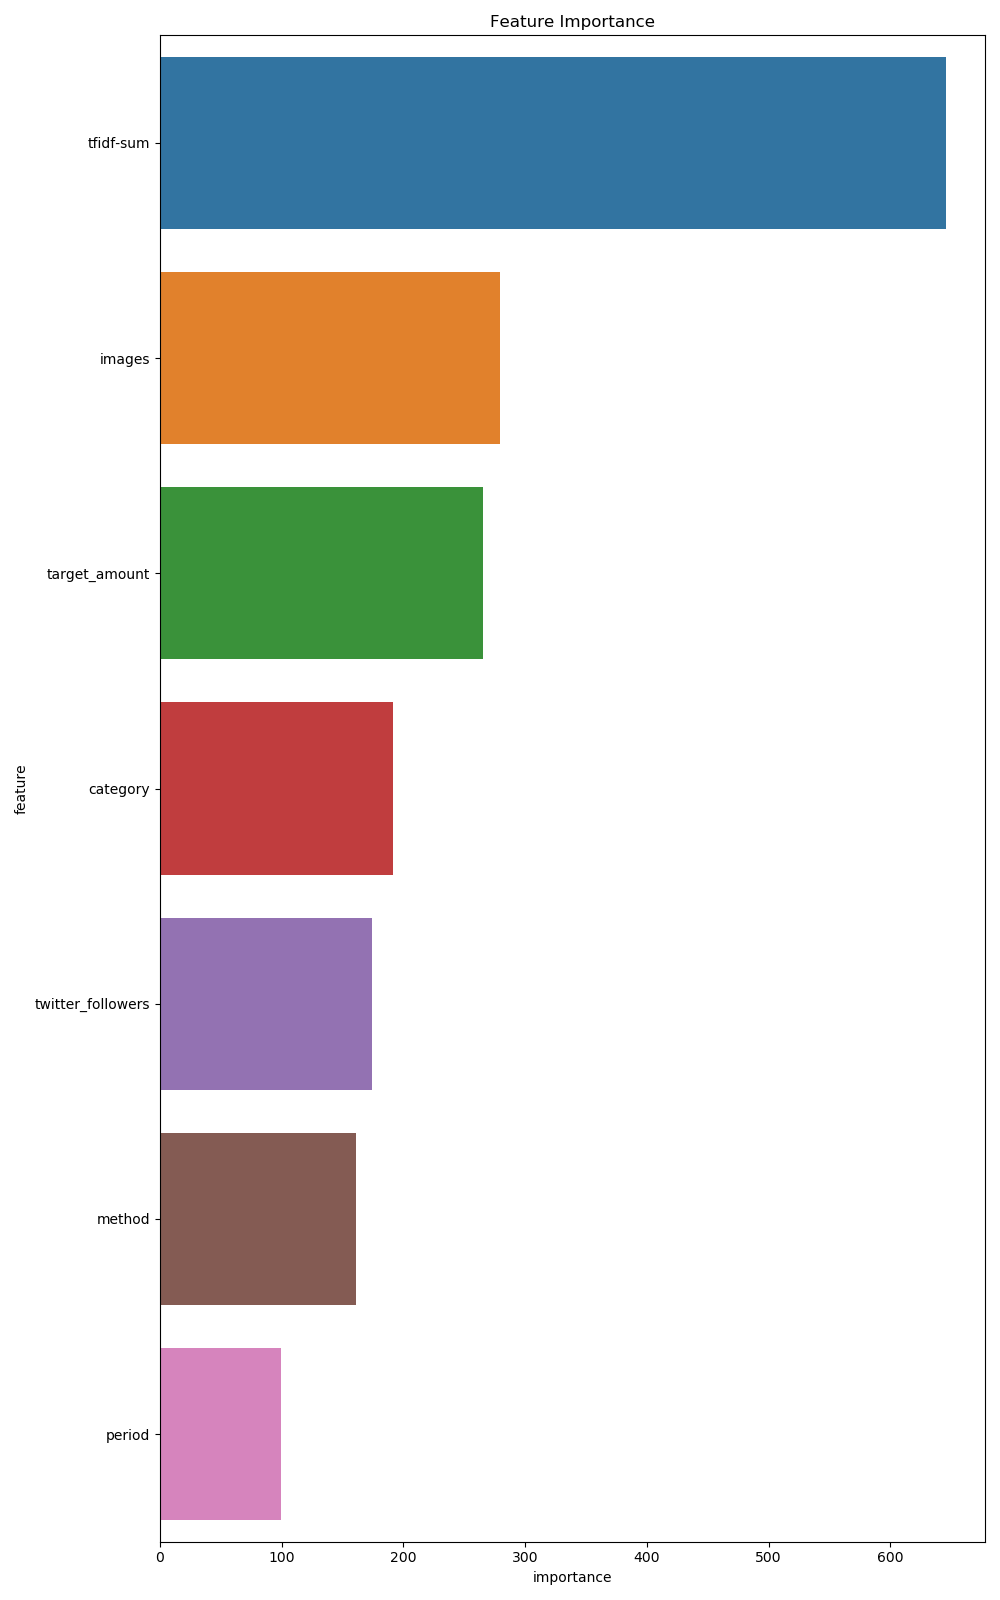 Feature Importance
tfidf-sum
images
target_amount
category
twitter_followers
method
period
feature
0 100 200 300 400 500 600
importance